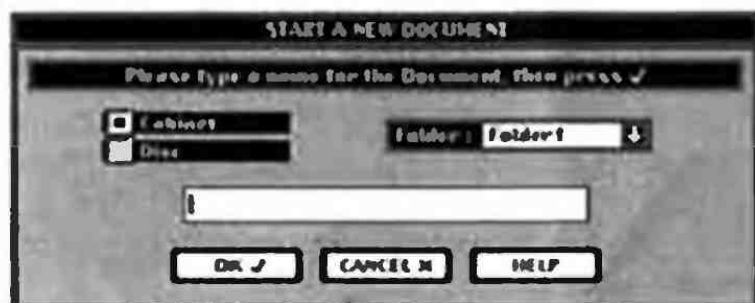 START A NEW DOCUMENT
Please type a name for the Document, then press ✓
Cabinet
Disc
Folder: Folder1
OK ✓ CANCEL ✕ HELP